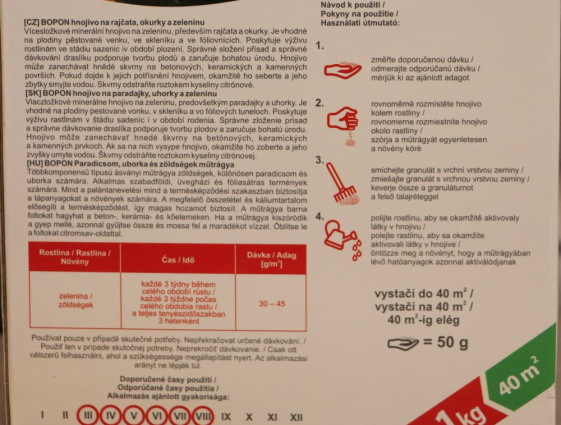 [CZ] BOPON hnojivo na rajčata, okurky a zeleninu
Vícesložkové minerální hnojivo na zeleninu, především rajčata a okurky. Je vhodné
na plodiny pěstované venku, ve skleníku a ve fóliovnících. Poskytuje výživu
rostlinám ve stádiu sazenic iv období plození. Správné složení přísad a správné
dávkování drasliku podporuje tvorbu plodů a zaručuje bohatou úrodu. Hnojivo
může zanechávat hnědé skvrny na betonových, keramických a kamenných
površích. Pokud dojde k jejich potřísnění hnojivem, okamžitě ho seberte a jeho
zbytky smyjte vodou. Skvrny odstraňte roztokem kyseliny citrónové.
[SK] BOPON hnojivo na paradajky, uhorky a zeleninu
Viaczložkové minerálne hnojivo na zeleninu, predovšetkým paradajky a uhorky. Je
vhodné na plodiny pestované vonku, v skleníku a vo fóliových tuneloch. Poskytuje
výživu rastlinám v štádiu sadeníc i v období rodenia. Správne zloženie prísad
a správne dávkovanie draslíka podporuje tvorbu plodov a zaručuje bohatú úrodu.
Hnojivo môže zanechávať hnedé škvrny na betónových, keramických
a kamenných prvkoch. Ak sa na nich vysype hnojivo, okamžite ho zoberte a jeho
zvyšky umyte vodou. Škvrny odstráňte roztokom kyseliny citrónovej.
[HU] BOPON Paradicsom, uborka és zöldségek műtrágya
Többkomponensű típusú ásványi műtrágya zöldségek, különösen paradicsom és
uborka számára. Alkalmas szabadföldi, üvegházi és fóliasátras termények
számára. Mind a palántanevelési mind a termésképződési szakaszban biztosítja
a tápanyagokat a növények számára. A megfelelő összetétel és káliumtartalom
elősegíti a termésképződést, így magas hozamot biztosít. A műtrágya barna
foltokat hagyhat a beton-, kerámia- és kőelemeken. Ha a műtrágya kiszóródik
a gyep mellé, azonnal gyűjtse össze és mossa fel a maradékot vízzel. Öblítse le
a foltokat citromsav-oldattal.
Rostlina / Rastlina /
Növény
Čas / Idő
Dávka / Adag
[g/m²]
zelenina /
zöldségek
každé 3 týdny během
celého období růstu /
každé 3 týždne počas
celého obdobia rastu /
a teljes tenyészidőszakban
3 hetenként
30 – 45
Používat pouze v případě skutečné potřeby. Nepřekračovat určené dávkování. /
Použiť len v prípade skutočnej potreby. Neprekročiť dávkovanie. / Csak ott
célszerű felhasználni, ahol a szükségessége megállapítást nyert. Az alkalmazási
arányt ne lépjék túl.
Doporučené časy použití /
Odporúčané časy použitia /
Alkalmazás ajánlott gyakorisága:
I II III IV V VI VII VIII IX X XI XII
Návod k použití /
Pokyny na použitie /
Használati útmutató:
1.
změřte doporučenou dávku /
odmerajte odporúčanú dávku /
mérjük ki az ajánlott adagot
2.
rovnoměrně rozmístěte hnojivo
kolem rostliny /
rovnomerne rozmiestnite hnojivo
okolo rastliny /
szórja a műtrágyát egyenletesen
a növény köré
3.
smíchejte granulát s vrchní vrstvou zeminy /
zmiešajte granulát s vrchnou vrstvou zeminy /
keverje össze a granulátumot
a felső talajréteggel
4.
polijte rostlinu, aby se okamžitě aktivovaly
látky v hnojivu /
polejte rastlinu, aby sa okamžite
aktivovali látky v hnojive /
öntözze meg a növényt, hogy a műtrágyában
lévő hatóanyagok azonnal aktiválódjanak
vystačí do 40 m² /
vystačí na 40 m² /
40 m²-ig elég
= 50 g
1kg
40 m²